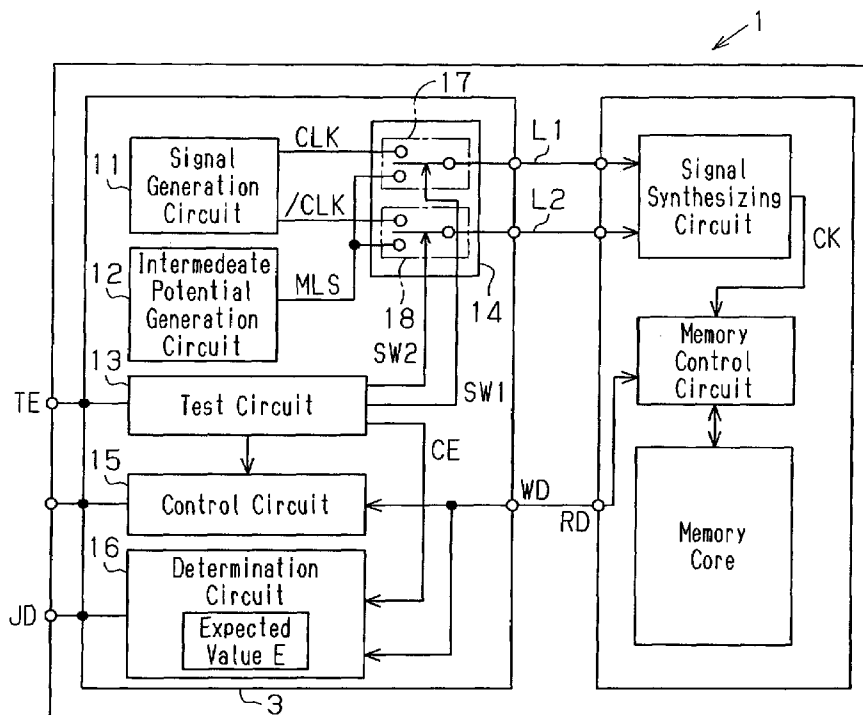 1
17
CLK
11
Signal
Generation
Circuit
/CLK
L1
L2
Signal
Synthesizing
Circuit
CK
12
Intermedeate
Potential
Generation
Circuit
MLS
18
14
SW2
SW1
Memory
Control
Circuit
13
TE
Test Circuit
CE
15
Control Circuit
WD
RD
Memory
Core
16
Determination
Circuit
JD
Expected
Value E
3